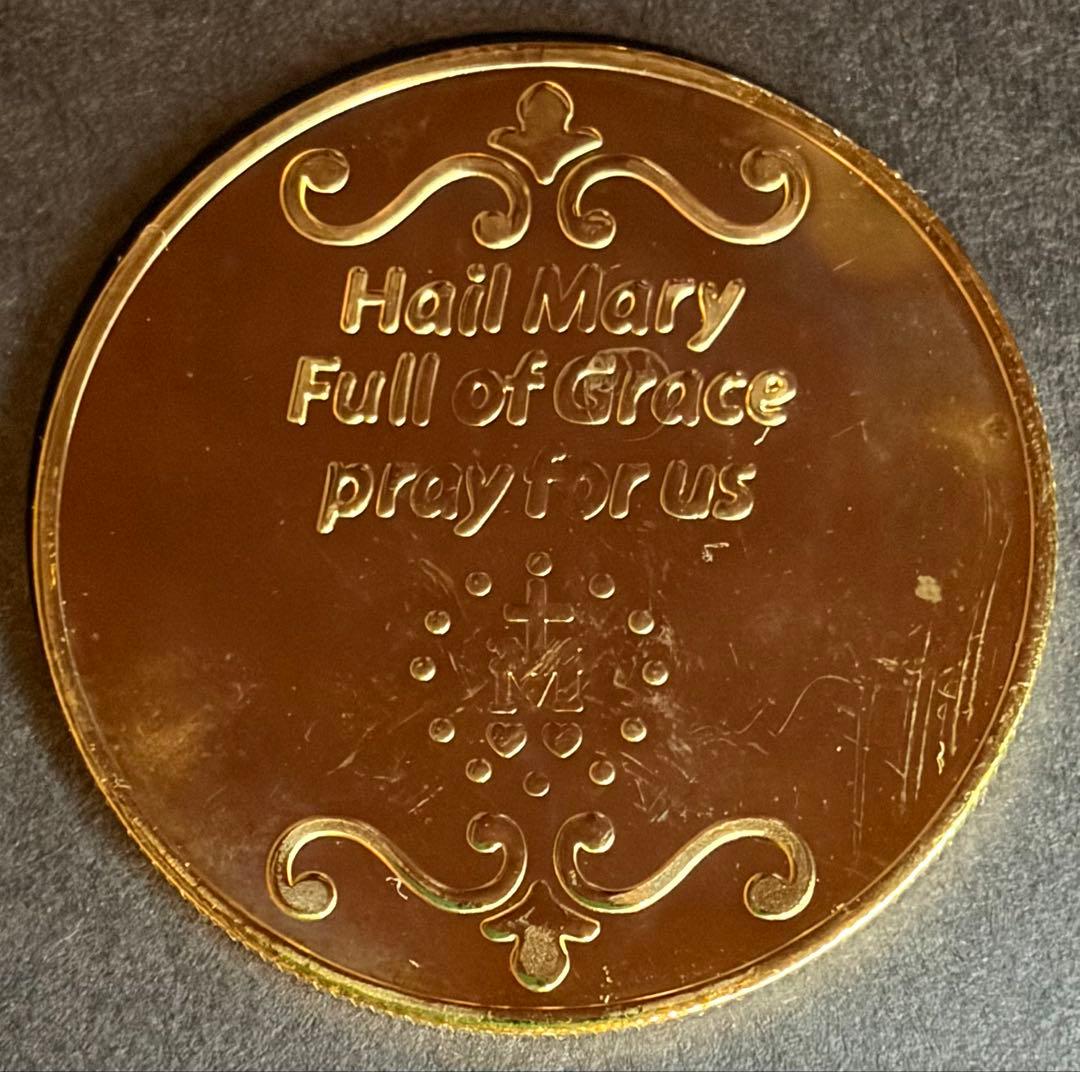 Hail Mary
Full of Grace
pray for us
M